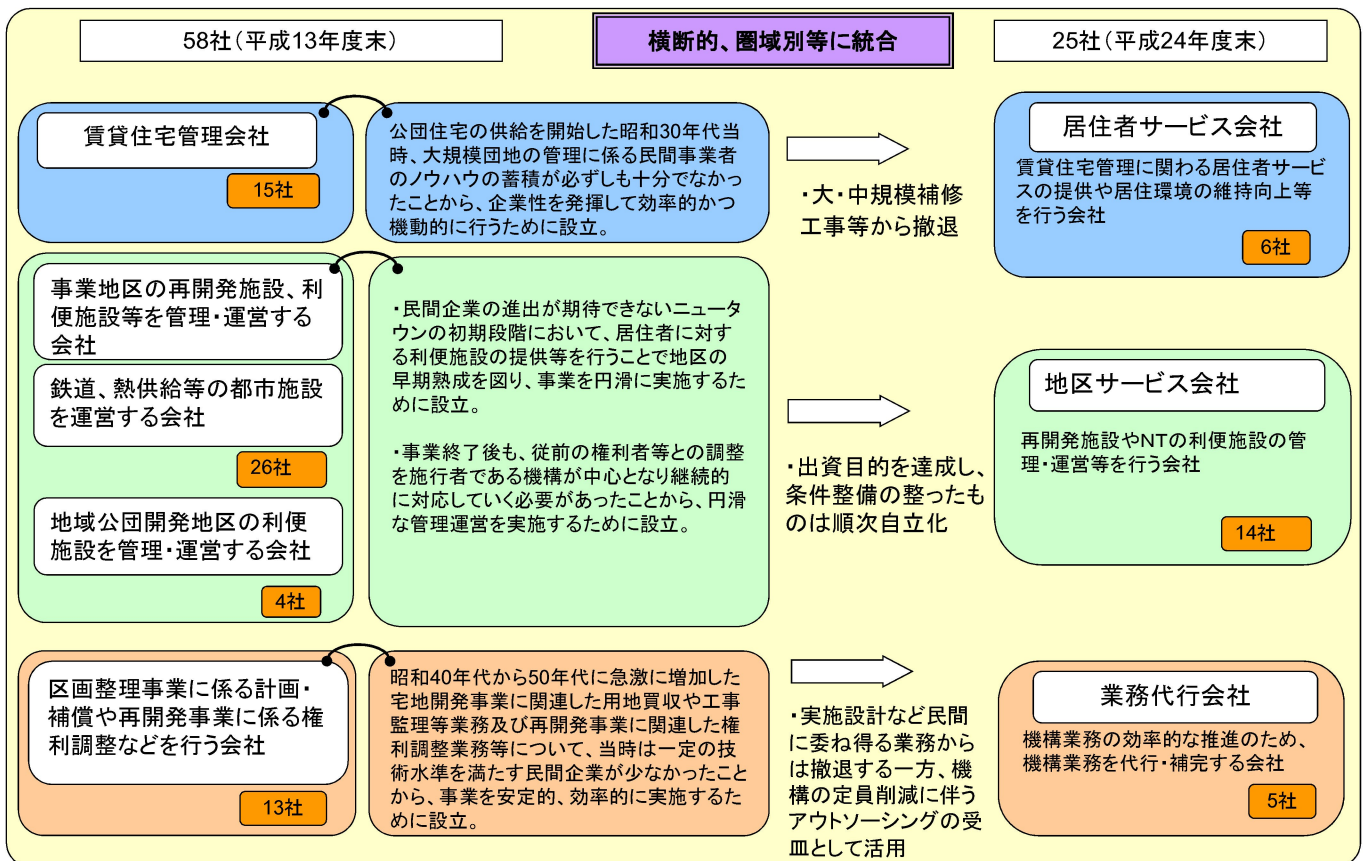 58社（平成13年度末）
横断的、圏域別等に統合
25社（平成24年度末）
賃貸住宅管理会社
15社
公団住宅の供給を開始した昭和30年代当
時、大規模団地の管理に係る民間事業者
のノウハウの蓄積が必ずしも十分でなかっ
たことから、企業性を発揮して効率的かつ
機動的に行うために設立。
・大・中規模補修
工事等から撤退
居住者サービス会社
賃貸住宅管理に関わる居住者サービ
スの提供や居住環境の維持向上等
を行う会社
6社
事業地区の再開発施設、利
便施設等を管理・運営する
会社
鉄道、熱供給等の都市施設
を運営する会社
26社
地域公団開発地区の利便
施設を管理・運営する会社
4社
・民間企業の進出が期待できないニュータ
ウンの初期段階において、居住者に対す
る利便施設の提供等を行うことで地区の
早期熟成を図り、事業を円滑に実施するた
めに設立。
・事業終了後も、従前の権利者等との調整
を施行者である機構が中心となり継続的
に対応していく必要があったことから、円滑
な管理運営を実施するために設立。
・出資目的を達成し、
条件整備の整ったも
のは順次自立化
地区サービス会社
再開発施設やNTの利便施設の管
理・運営等を行う会社
14社
区画整理事業に係る計画・
補償や再開発事業に係る権
利調整などを行う会社
13社
昭和40年代から50年代に急激に増加した
宅地開発事業に関連した用地買収や工事
監理等業務及び再開発事業に関連した権
利調整業務等について、当時は一定の技
術水準を満たす民間企業が少なかったこと
から、事業を安定的、効率的に実施するた
めに設立。
・実施設計など民間
に委ね得る業務から
は撤退する一方、機
構の定員削減に伴う
アウトソーシングの受
皿として活用
業務代行会社
機構業務の効率的な推進のため、
機構業務を代行・補完する会社
5社